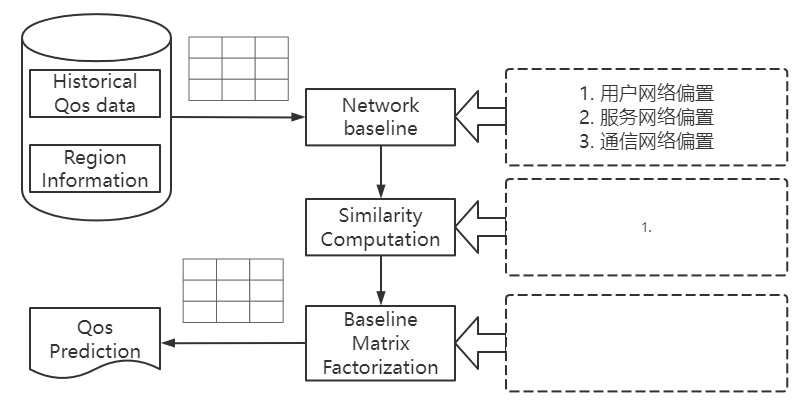 Historical
Qos data
Region
Information
Network
baseline
1. 用户网络偏置
2. 服务网络偏置
3. 通信网络偏置
Similarity
Computation
1.
Baseline
Matrix
Factorization
Qos
Prediction